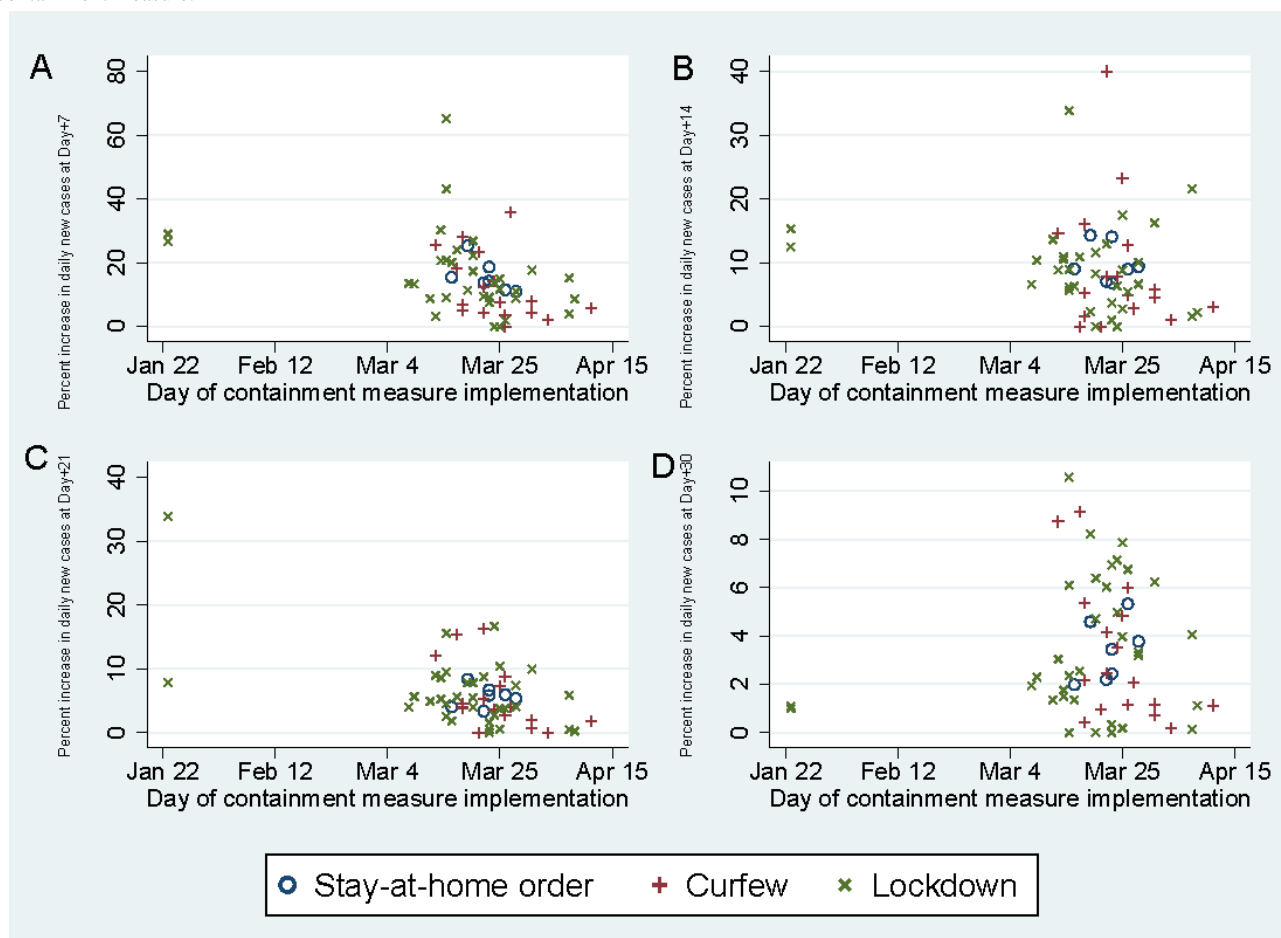 A
Percent increase in daily new cases at Day+7
80
60
40
20
0
Jan 22 Feb 12 Mar 4 Mar 25 Apr 15
Day of containment measure implementation
B
Percent increase in daily new cases at Day+14
40
30
20
10
0
Jan 22 Feb 12 Mar 4 Mar 25 Apr 15
Day of containment measure implementation
C
Percent increase in daily new cases at Day+21
40
30
20
10
0
Jan 22 Feb 12 Mar 4 Mar 25 Apr 15
Day of containment measure implementation
D
Percent increase in daily new cases at Day+30
10
8
6
4
2
0
Jan 22 Feb 12 Mar 4 Mar 25 Apr 15
Day of containment measure implementation
Stay-at-home order Curfew Lockdown